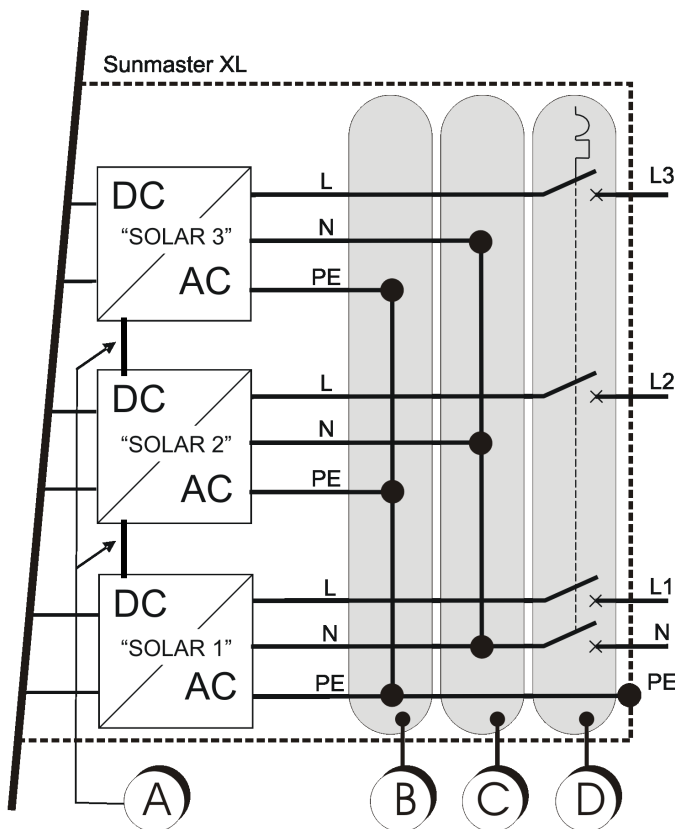 Sunmaster XL
DC
"SOLAR 3"
AC
L
N
PE
L3
DC
"SOLAR 2"
AC
L
N
PE
L2
DC
"SOLAR 1"
AC
L
N
PE
L1
N
PE
A
B
C
D